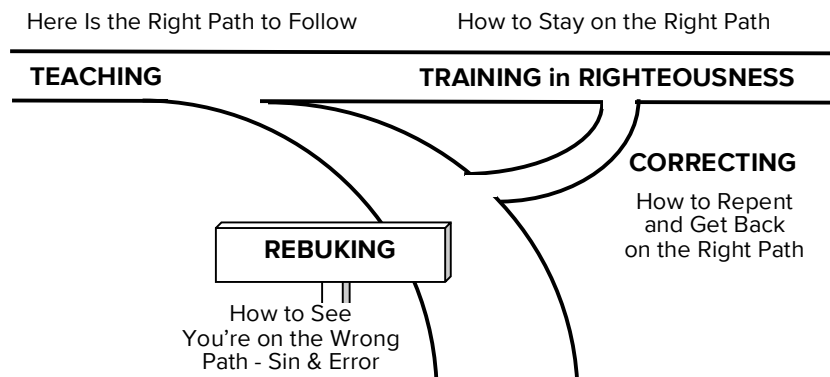 Here Is the Right Path to Follow
How to Stay on the Right Path
TEACHING
TRAINING in RIGHTEOUSNESS
CORRECTING
How to Repent
and Get Back
on the Right Path
REBUKING
How to See
You're on the Wrong
Path - Sin & Error